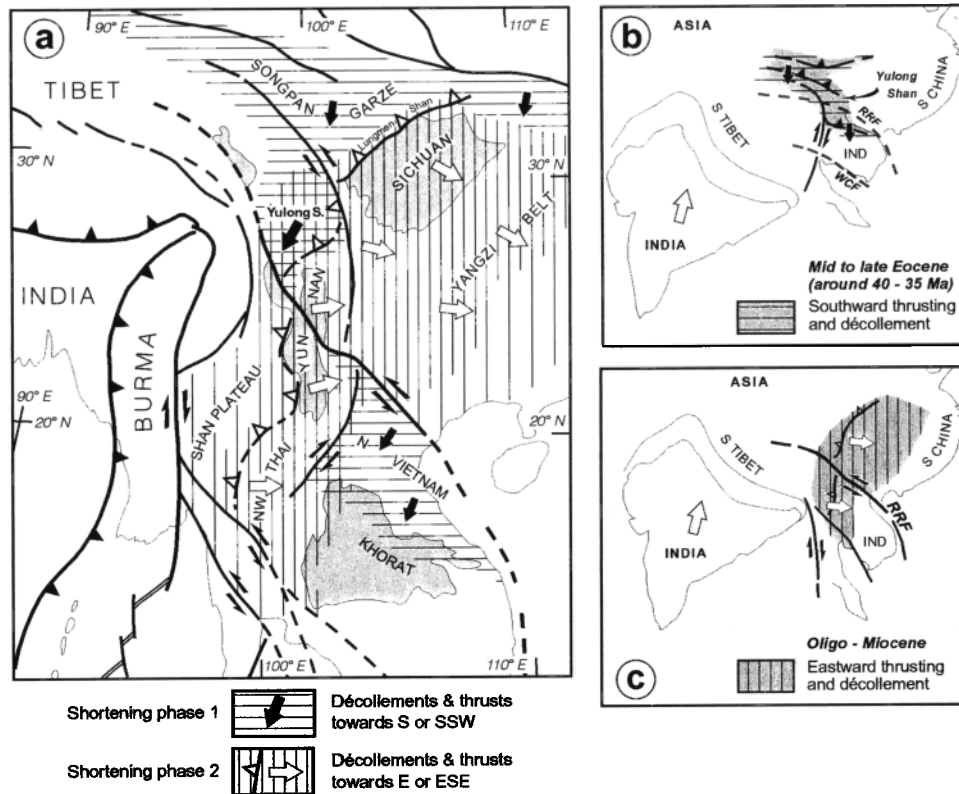 a
90° E
100° E
110° E
TIBET
SONGPAN
GARZE
Lungmen Shan
30° N
30° N
SICHUAN
Yulong S.
YANGZI BELT
INDIA
YUN NAN
BURMA
90° E
20° N
20° N
SHAN PLATEAU
NW THAI
N VIETNAM
KHORAT
100° E
110° E
Shortening phase 1
Décollements & thrusts
towards S or SSW
Shortening phase 2
Décollements & thrusts
towards E or ESE
b
ASIA
Yulong
Shan
S CHINA
S TIBET
RRF
IND
WCF
INDIA
Mid to late Eocene
(around 40 - 35 Ma)
Southward thrusting
and décollement
ASIA
S CHINA
S TIBET
RRF
IND
INDIA
Oligo - Miocene
c
Eastward thrusting
and décollement